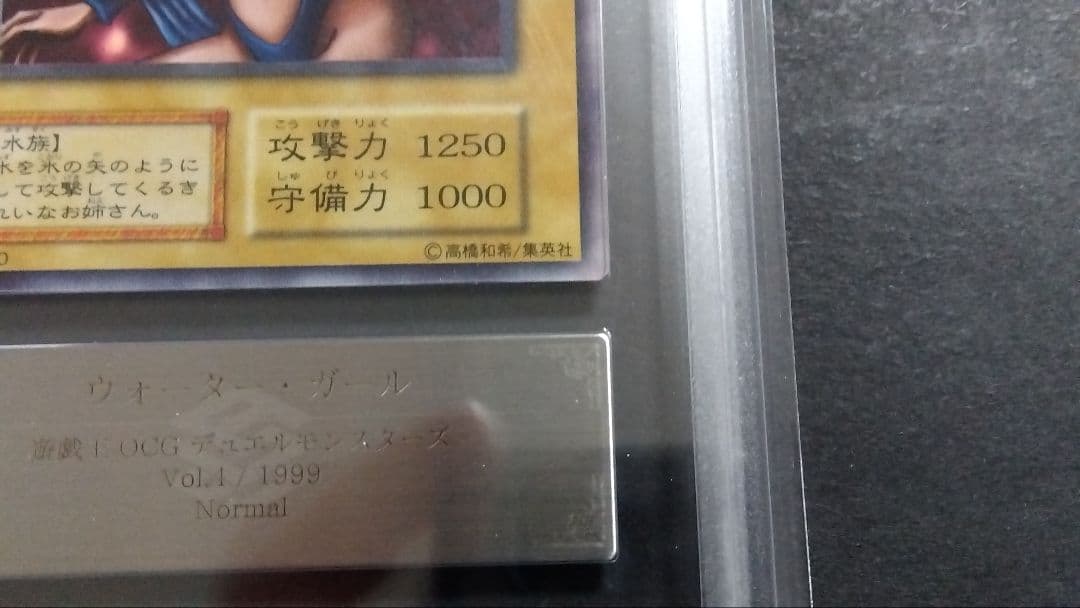 水族】
氷を氷の矢のように
して攻撃してくるき
れいなお姉さん。
こう げき りょく
攻撃力 1250
しゅ び りょく
守備力 1000
©高橋和希/集英社
0
ウォーター・ガール
遊戯王OCG デュエルモンスターズ
Vol.4 / 1999
Normal